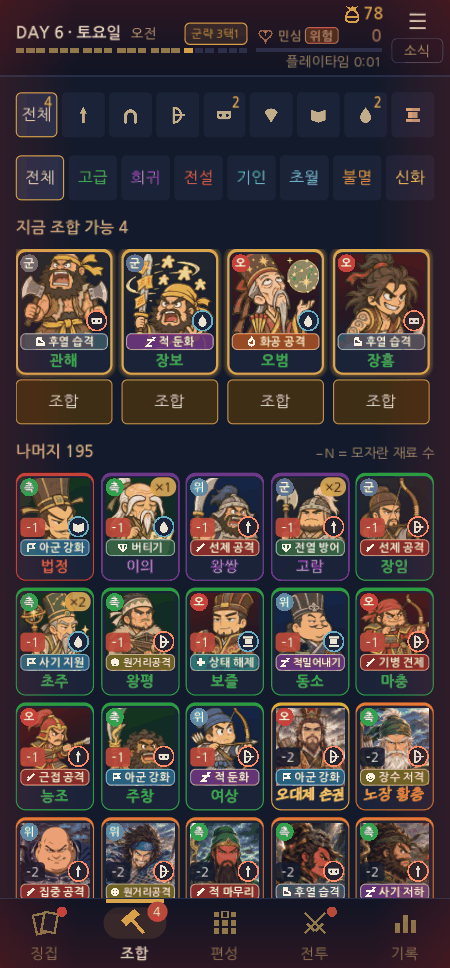 78
DAY 6 · 토요일 오전 군략 3택1 민심 위험 0 소식
플레이타임 0:01
전체 4 2 2
전체 고급 희귀 전설 기인 초월 불멸 신화
지금 조합 가능 4
군 군 오 오
후열 습격 적 둔화 화공 공격 후열 습격
관해 장보 오범 장흠
조합 조합 조합 조합
나머지 195 −N = 모자란 재료 수
촉 촉 ×1 위 군 ×2 군
-1 -1 -1 -1 -1
아군 강화 버티기 선제 공격 전열 방어 선제 공격
법정 이의 왕쌍 고람 장임
촉 ×2 촉 오 위 오
-1 -1 -1 -1 -1
사기 지원 원거리공격 상태 해제 적밀어내기 기병 견제
초주 왕평 보즐 동소 마충
오 촉 위 오 촉
-1 -1 -1 -2 -2
근접 공격 아군 강화 적 둔화 아군 강화 장수 저격
능조 주창 여상 오대제 손권 노장 황충
위 위 촉 촉 촉
-2 -2 -2 -2 -2
집중 공격 원거리공격 적 마무리 후열 습격 사기 저하
4
징집 조합 편성 전투 기록